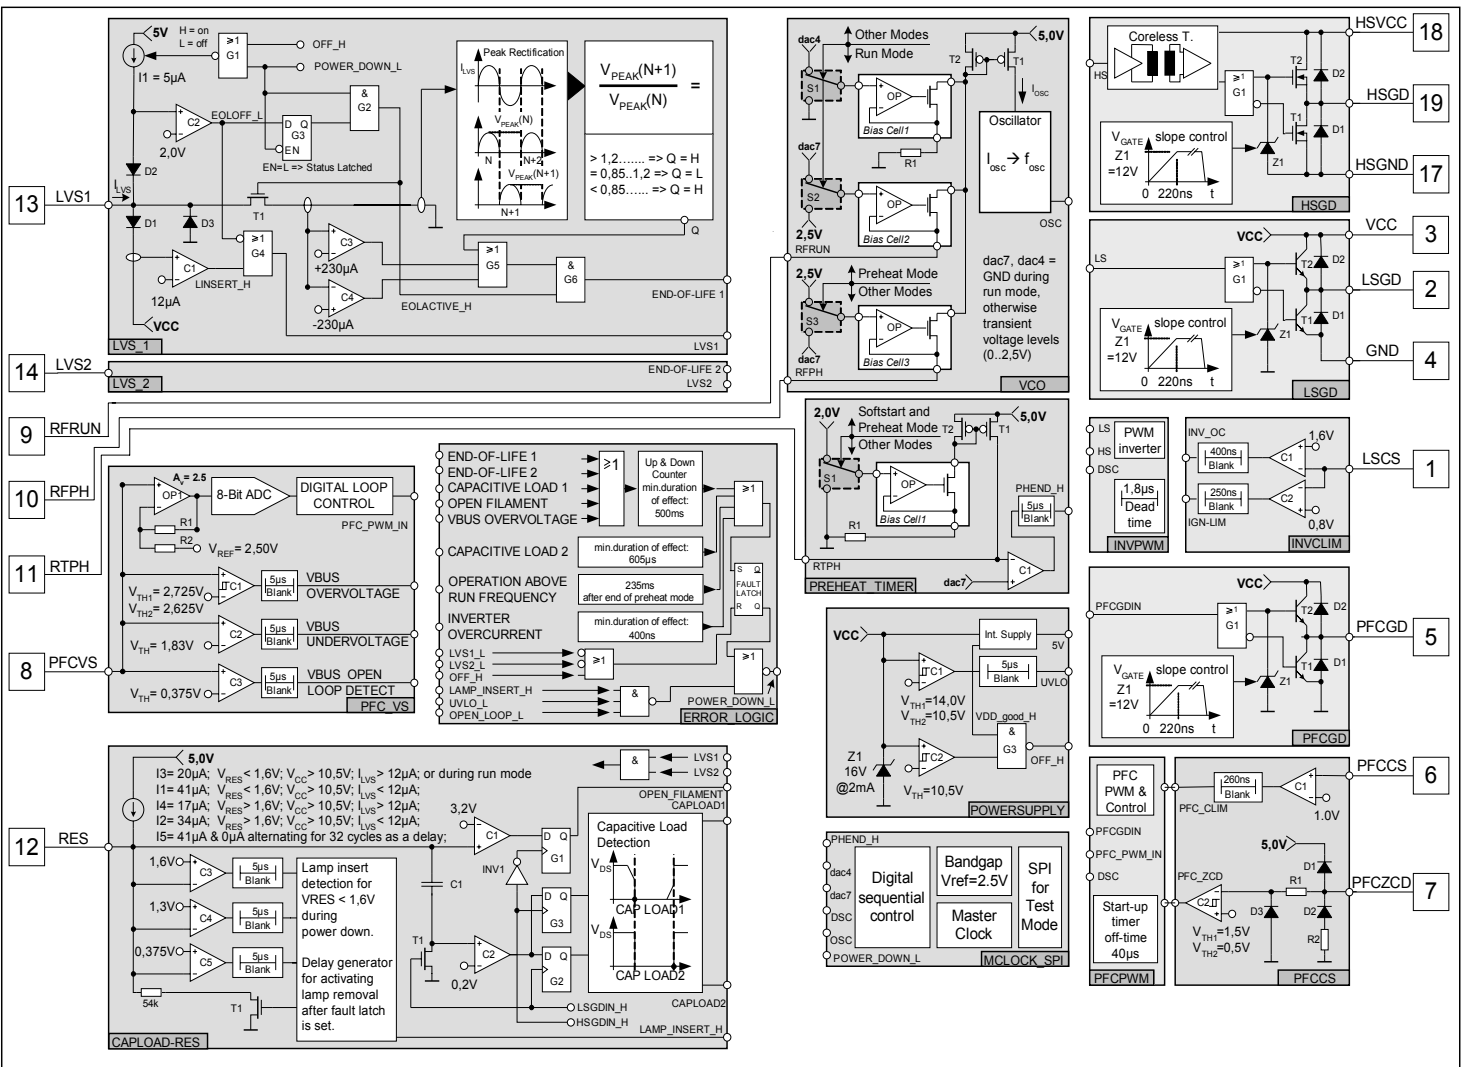 5V
H = on
L = off
≥1
G1
OFF_H
POWER_DOWN_L
I1 = 5µA
C2
2,0V
EOLOFF_L
D Q
G3
EN
&
G2
EN=L => Status Latched
D2
I_LVS
13
LVS1
D1
D3
T1
≥1
G4
C1
12µA
LINSERT_H
VCC
C3
+230µA
C4
-230µA
≥1
G5
&
G6
EOLACTIVE_H
Peak Rectification
I_LVS
V_PEAK(N)
N
N+2
V_PEAK(N+1)
N+1
V_PEAK(N+1)
V_PEAK(N)
=
> 1,2....... => Q = H
= 0,85..1,2 => Q = L
< 0,85...... => Q = H
Q
END-OF-LIFE 1
LVS1
LVS_1
14
LVS2
END-OF-LIFE 2
LVS2
LVS_2
9
RFRUN
10
RFPH
11
RTPH
8
PFCVS
A_V = 2.5
OP1
8-Bit ADC
DIGITAL LOOP
CONTROL
PFC_PWM_IN
R1
R2
V_REF= 2,50V
C1
5µs
Blank
VBUS
OVERVOLTAGE
V_TH1= 2,725V
V_TH2= 2,625V
C2
5µs
Blank
VBUS
UNDERVOLTAGE
V_TH= 1,83V
C3
5µs
Blank
VBUS OPEN
LOOP DETECT
V_TH= 0,375V
PFC_VS
END-OF-LIFE 1
END-OF-LIFE 2
CAPACITIVE LOAD 1
OPEN FILAMENT
VBUS OVERVOLTAGE
≥1
Up & Down
Counter
min.duration
of effect:
500ms
≥1
CAPACITIVE LOAD 2
min.duration of effect:
605µs
OPERATION ABOVE
RUN FREQUENCY
235ms
after end of preheat mode
INVERTER
OVERCURRENT
min.duration of effect:
400ns
S Q
FAULT
LATCH
R Q
LVS1_L
LVS2_L
OFF_H
≥1
LAMP_INSERT_H
UVLO_L
OPEN_LOOP_L
&
≥1
POWER_DOWN_L
ERROR_LOGIC
12
RES
5,0V
I3= 20µA; V_RES< 1,6V; V_CC> 10,5V; I_LVS> 12µA; or during run mode
I1= 41µA; V_RES< 1,6V; V_CC> 10,5V; I_LVS< 12µA;
I4= 17µA; V_RES> 1,6V; V_CC> 10,5V; I_LVS> 12µA;
I2= 34µA; V_RES> 1,6V; V_CC> 10,5V; I_LVS< 12µA;
I5= 41µA & 0µA alternating for 32 cycles as a delay;
&
LVS1
LVS2
OPEN_FILAMENT
CAPLOAD1
3,2V
C1
D Q
G1
INV1
1,6V
C3
5µs
Blank
1,3V
C4
5µs
Blank
0,375V
C5
5µs
Blank
54k
T1
Lamp insert
detection for
VRES < 1,6V
during
power down.
Delay generator
for activating
lamp removal
after fault latch
is set.
C1
T1
C2
0,2V
D Q
G3
D Q
G2
Capacitive Load
Detection
V_DS
CAP LOAD1
V_DS
CAP LOAD2
LSGDIN_H
HSGDIN_H
CAPLOAD2
LAMP_INSERT_H
CAPLOAD-RES
dac4
Other Modes
Run Mode
S1
OP
Bias Cell1
R1
dac7
S2
2,5V
RFRUN
OP
Bias Cell2
2,5V
Preheat Mode
Other Modes
S3
dac7
RFPH
OP
Bias Cell3
T2
T1
5,0V
I_OSC
Oscillator
I_osc → f_osc
OSC
dac7, dac4 =
GND during
run mode,
otherwise
transient
voltage levels
(0..2,5V)
VCO
2,0V
Softstart and
Preheat Mode
Other Modes
S1
OP
Bias Cell1
R1
T2
T1
5,0V
PHEND_H
5µs
Blank
C1
dac7
RTPH
PREHEAT_TIMER
VCC
Int. Supply
5V
C1
5µs
Blank
UVLO
V_TH1=14,0V
V_TH2=10,5V
VDD_good_H
&
G3
OFF_H
Z1
16V
@2mA
C2
V_TH=10,5V
POWERSUPPLY
PHEND_H
dac4
dac7
DSC
OSC
POWER_DOWN_L
Digital
sequential
control
Bandgap
Vref=2.5V
Master
Clock
SPI
for
Test
Mode
MCLOCK_SPI
Coreless T.
HS
≥1
G1
T2
D2
T1
D1
V_GATE
Z1
=12V
slope control
0 220ns t
Z1
HSGD
HSVCC
18
HSGD
19
HSGND
17
VCC
LS
≥1
G1
T2
D2
T1
D1
V_GATE
Z1
=12V
slope control
0 220ns t
Z1
LSGD
VCC
3
LSGD
2
GND
4
LS
HS
DSC
PWM
inverter
1,8µs
Dead
time
INVPWM
INV_OC
400ns
Blank
C1
1,6V
250ns
Blank
C2
0,8V
IGN-LIM
INVCLIM
LSCS
1
VCC
PFCGDIN
≥1
G1
T2
D2
T1
D1
V_GATE
Z1
=12V
slope control
0 220ns t
Z1
PFCGD
PFCGD
5
PFC
PWM &
Control
PFC_CLIM
260ns
Blank
C1
1.0V
PFCCS
6
PFCGDIN
PFC_PWM_IN
DSC
Start-up
timer
off-time
40µs
PFCPWM
5,0V
D1
PFC_ZCD
R1
C2
D3
D2
R2
V_TH1=1,5V
V_TH2=0,5V
PFCCS
PFCZCD
7